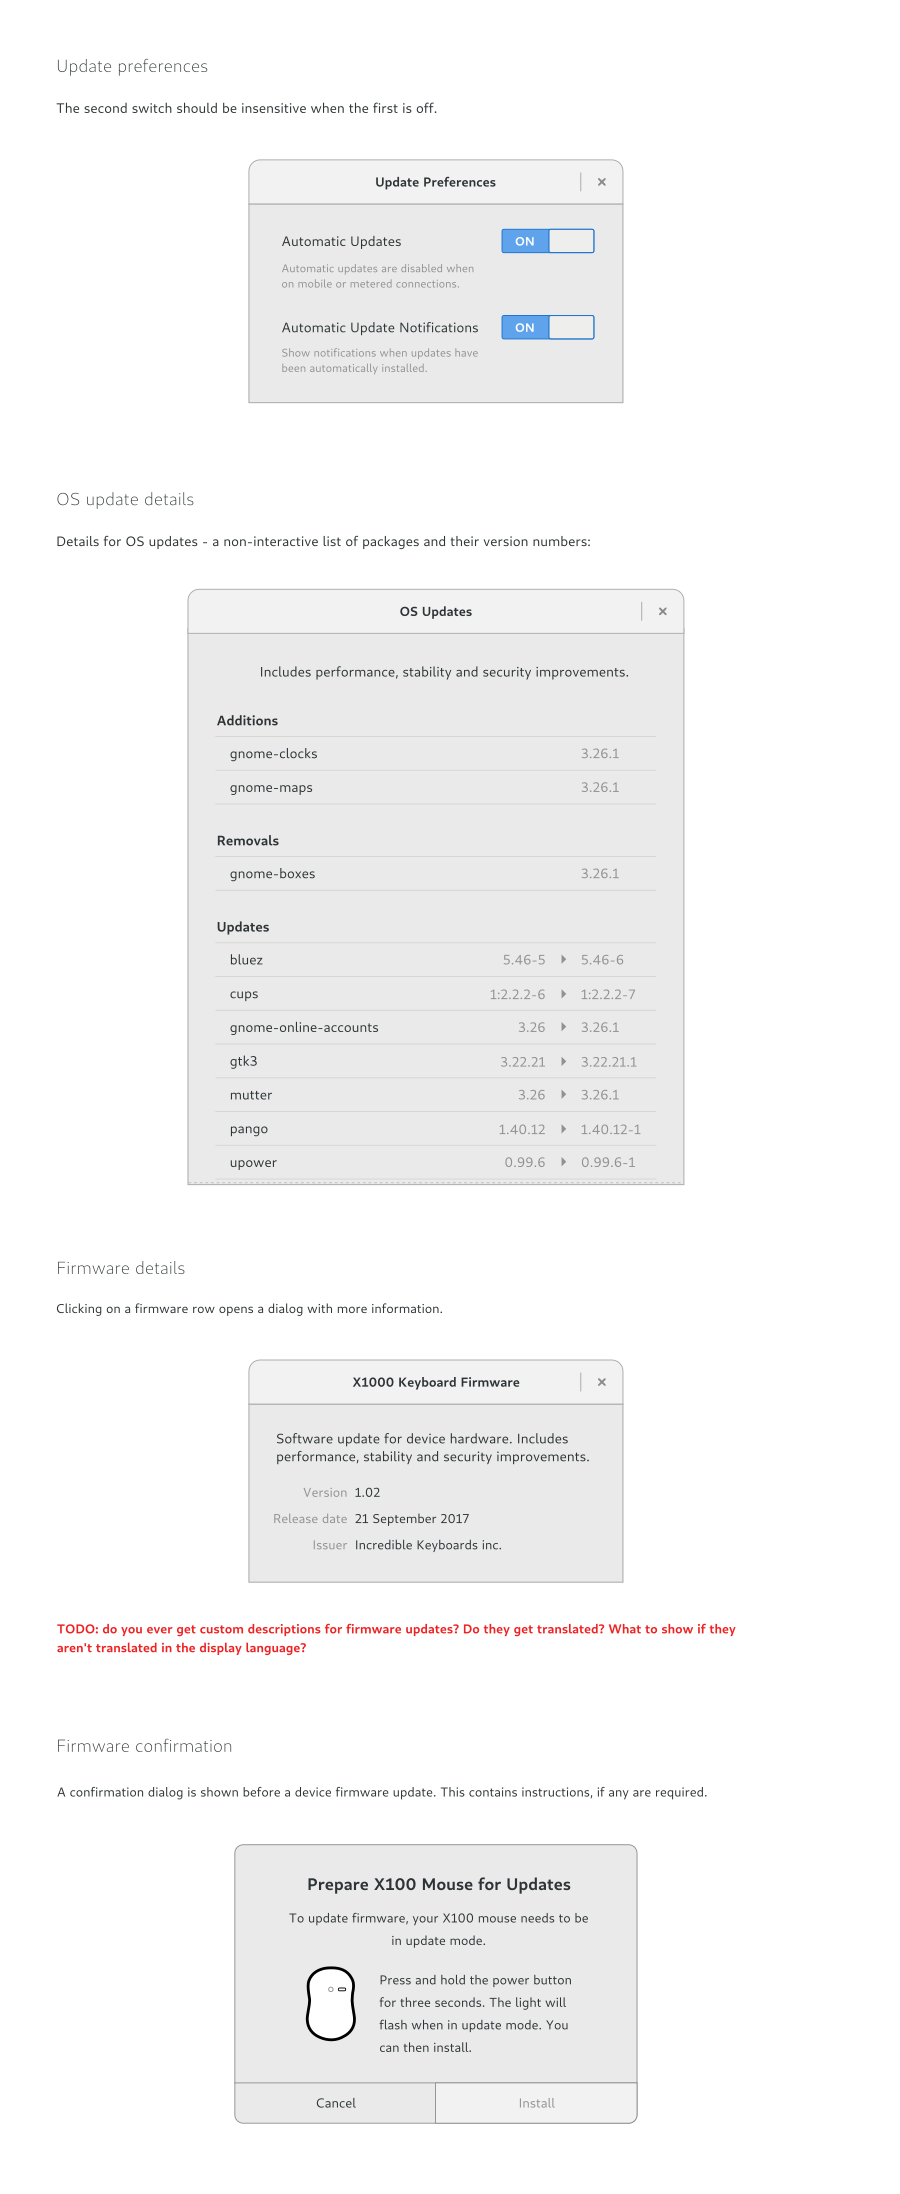 Update preferences
The second switch should be insensitive when the first is off.
Update Preferences
Automatic Updates
ON
Automatic updates are disabled when
on mobile or metered connections.
Automatic Update Notifications
ON
Show notifications when updates have
been automatically installed.
OS update details
Details for OS updates - a non-interactive list of packages and their version numbers:
OS Updates
Includes performance, stability and security improvements.
Additions
gnome-clocks 3.26.1
gnome-maps 3.26.1
Removals
gnome-boxes 3.26.1
Updates
bluez 5.46-5 5.46-6
cups 1:2.2.2-6 1:2.2.2-7
gnome-online-accounts 3.26 3.26.1
gtk3 3.22.21 3.22.21.1
mutter 3.26 3.26.1
pango 1.40.12 1.40.12-1
upower 0.99.6 0.99.6-1
Firmware details
Clicking on a firmware row opens a dialog with more information.
X1000 Keyboard Firmware
Software update for device hardware. Includes
performance, stability and security improvements.
Version 1.02
Release date 21 September 2017
Issuer Incredible Keyboards inc.
TODO: do you ever get custom descriptions for firmware updates? Do they get translated? What to show if they
aren't translated in the display language?
Firmware confirmation
A confirmation dialog is shown before a device firmware update. This contains instructions, if any are required.
Prepare X100 Mouse for Updates
To update firmware, your X100 mouse needs to be
in update mode.
Press and hold the power button
for three seconds. The light will
flash when in update mode. You
can then install.
Cancel
Install